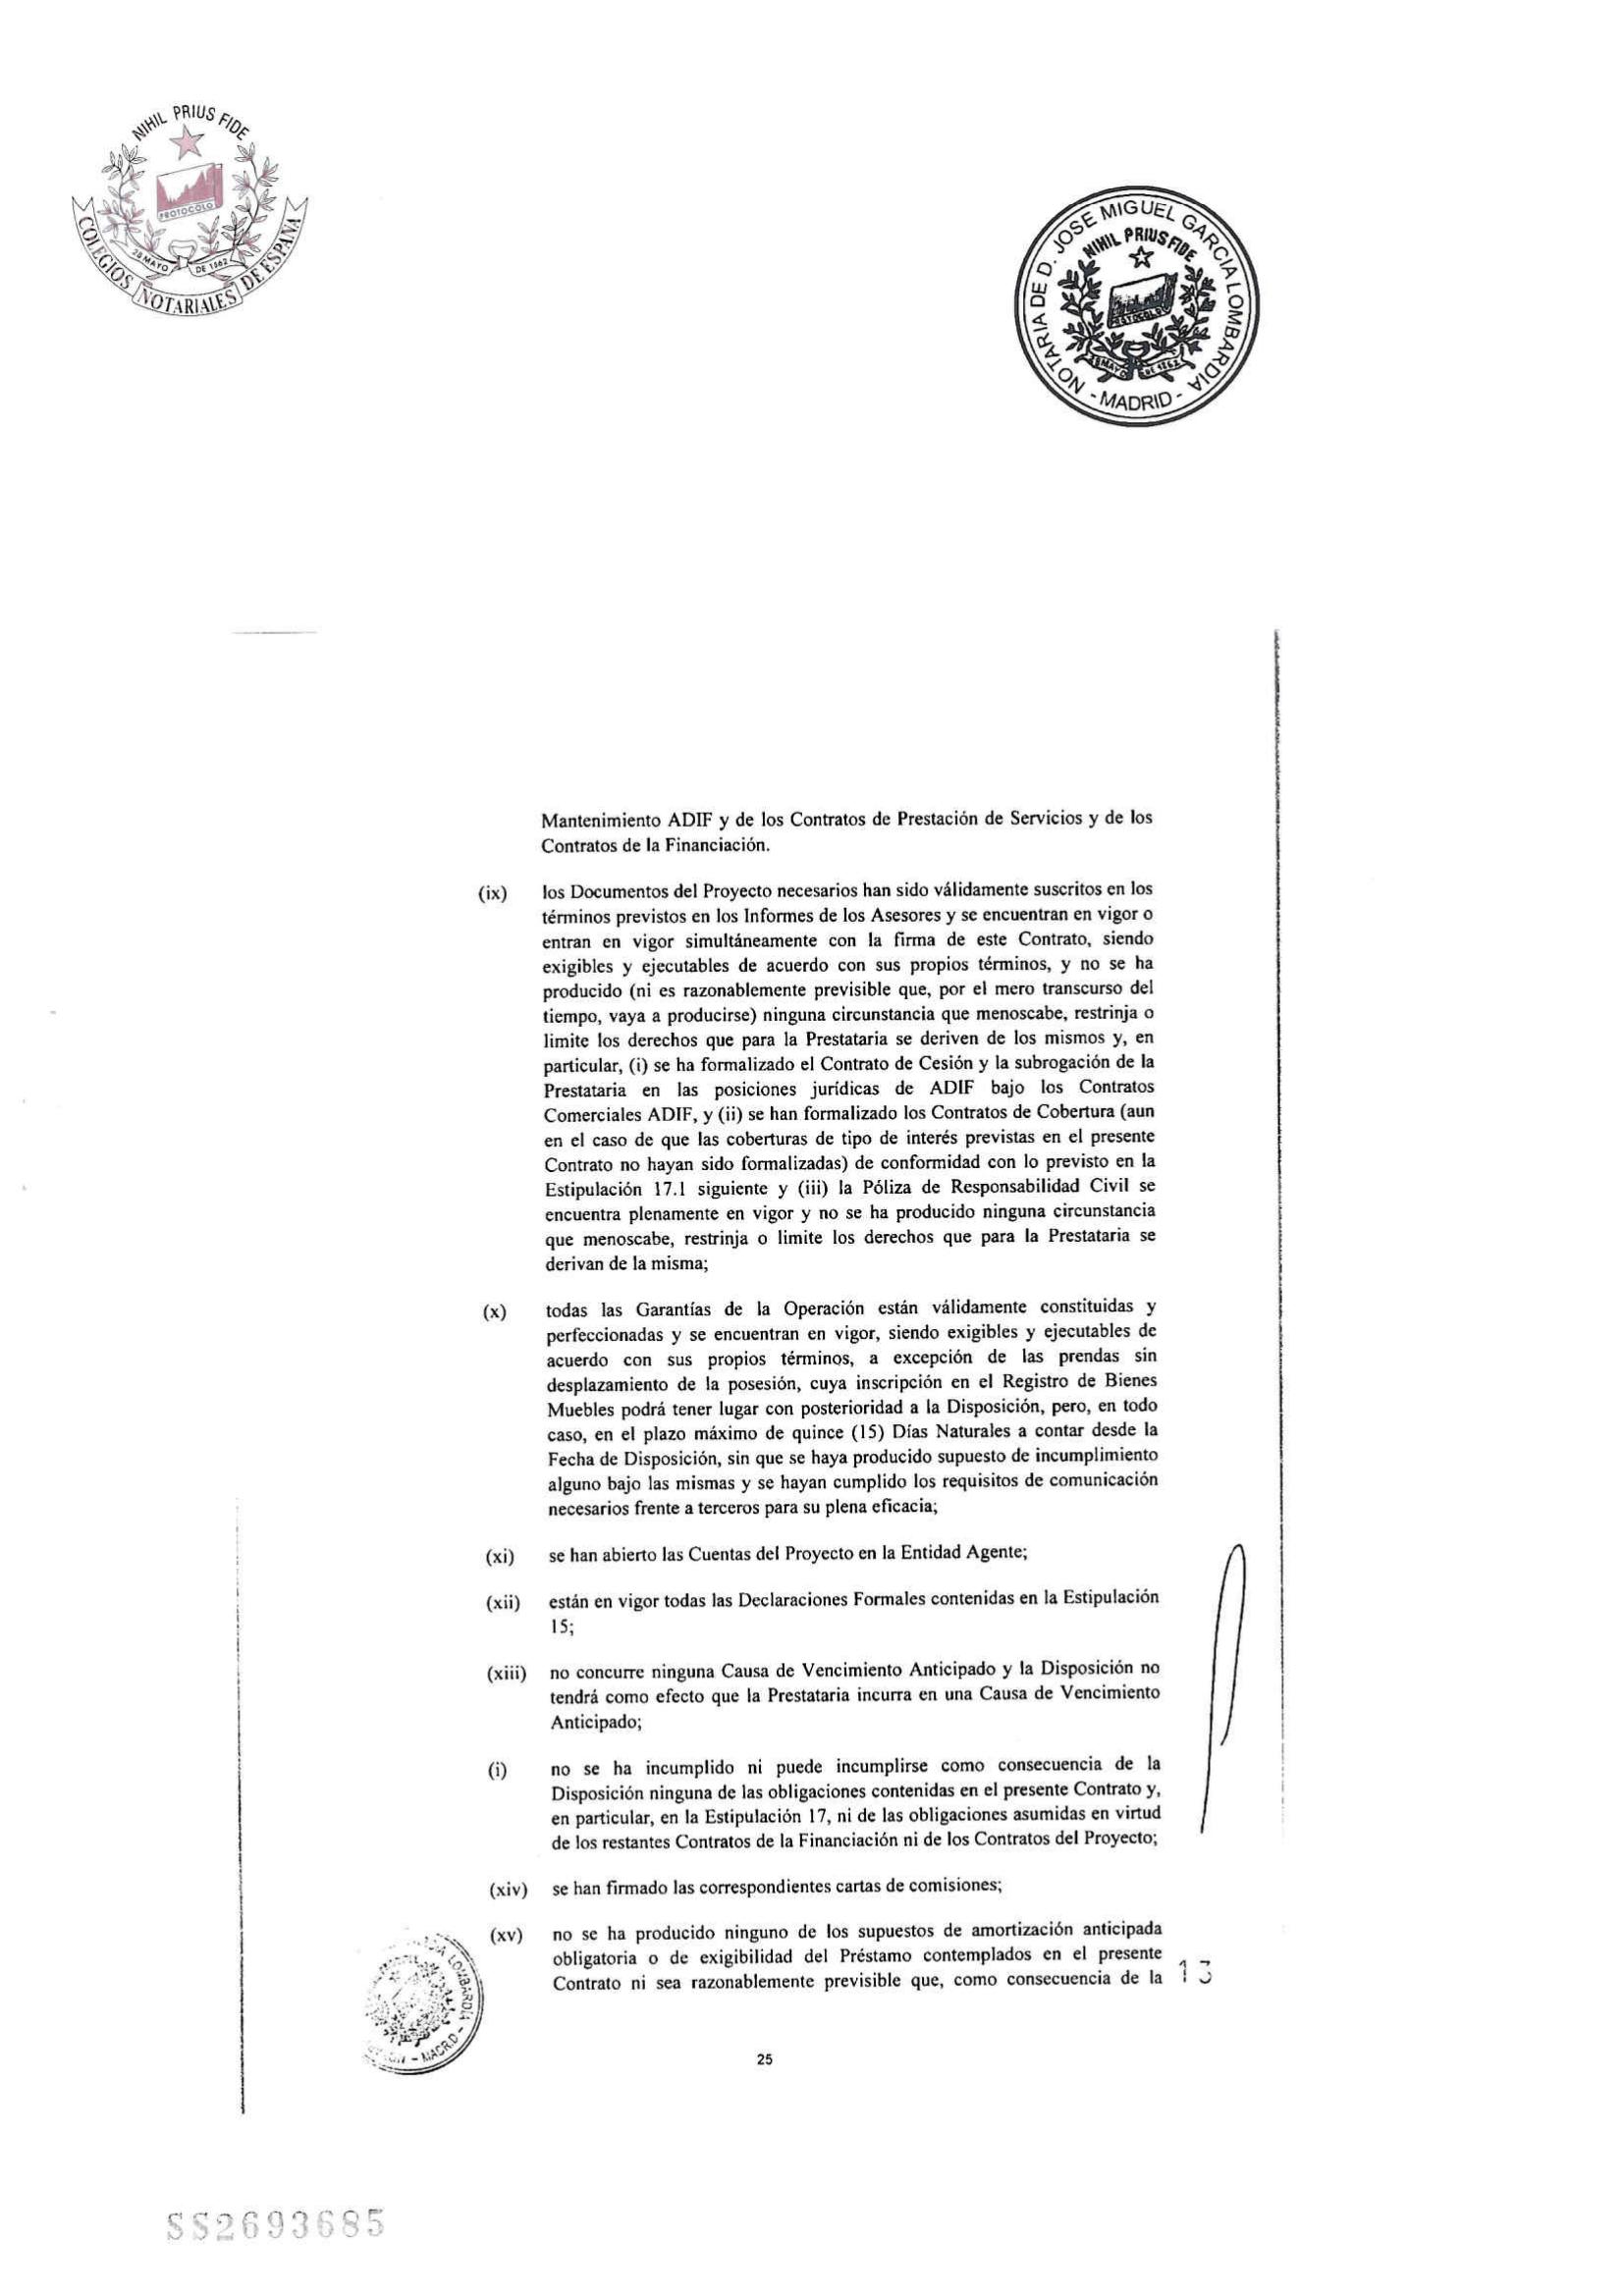 NIHIL PRIUS FIDE
PROTOCOLO
28 MAYO DE 1862
COLEGIOS NOTARIALES DE ESPAÑA
NOTARIA DE D. JOSE MIGUEL GARCIA LOMBARDIA
- MADRID -
NIHIL PRIUS FIDE
PROTOCOLO
28 MAYO DE 1862
Mantenimiento ADIF y de los Contratos de Prestación de Servicios y de los
Contratos de la Financiación.
(ix) los Documentos del Proyecto necesarios han sido válidamente suscritos en los
términos previstos en los Informes de los Asesores y se encuentran en vigor o
entran en vigor simultáneamente con la firma de este Contrato, siendo
exigibles y ejecutables de acuerdo con sus propios términos, y no se ha
producido (ni es razonablemente previsible que, por el mero transcurso del
tiempo, vaya a producirse) ninguna circunstancia que menoscabe, restrinja o
limite los derechos que para la Prestataria se deriven de los mismos y, en
particular, (i) se ha formalizado el Contrato de Cesión y la subrogación de la
Prestataria en las posiciones jurídicas de ADIF bajo los Contratos
Comerciales ADIF, y (ii) se han formalizado los Contratos de Cobertura (aun
en el caso de que las coberturas de tipo de interés previstas en el presente
Contrato no hayan sido formalizadas) de conformidad con lo previsto en la
Estipulación 17.1 siguiente y (iii) la Póliza de Responsabilidad Civil se
encuentra plenamente en vigor y no se ha producido ninguna circunstancia
que menoscabe, restrinja o limite los derechos que para la Prestataria se
derivan de la misma;
(x) todas las Garantías de la Operación están válidamente constituidas y
perfeccionadas y se encuentran en vigor, siendo exigibles y ejecutables de
acuerdo con sus propios términos, a excepción de las prendas sin
desplazamiento de la posesión, cuya inscripción en el Registro de Bienes
Muebles podrá tener lugar con posterioridad a la Disposición, pero, en todo
caso, en el plazo máximo de quince (15) Días Naturales a contar desde la
Fecha de Disposición, sin que se haya producido supuesto de incumplimiento
alguno bajo las mismas y se hayan cumplido los requisitos de comunicación
necesarios frente a terceros para su plena eficacia;
(xi) se han abierto las Cuentas del Proyecto en la Entidad Agente;
(xii) están en vigor todas las Declaraciones Formales contenidas en la Estipulación
15;
(xiii) no concurre ninguna Causa de Vencimiento Anticipado y la Disposición no
tendrá como efecto que la Prestataria incurra en una Causa de Vencimiento
Anticipado;
(i) no se ha incumplido ni puede incumplirse como consecuencia de la
Disposición ninguna de las obligaciones contenidas en el presente Contrato y,
en particular, en la Estipulación 17, ni de las obligaciones asumidas en virtud
de los restantes Contratos de la Financiación ni de los Contratos del Proyecto;
(xiv) se han firmado las correspondientes cartas de comisiones;
(xv) no se ha producido ninguno de los supuestos de amortización anticipada
obligatoria o de exigibilidad del Préstamo contemplados en el presente
Contrato ni sea razonablemente previsible que, como consecuencia de la
LOMBARDIA
- MADRID -
25
SS2693685